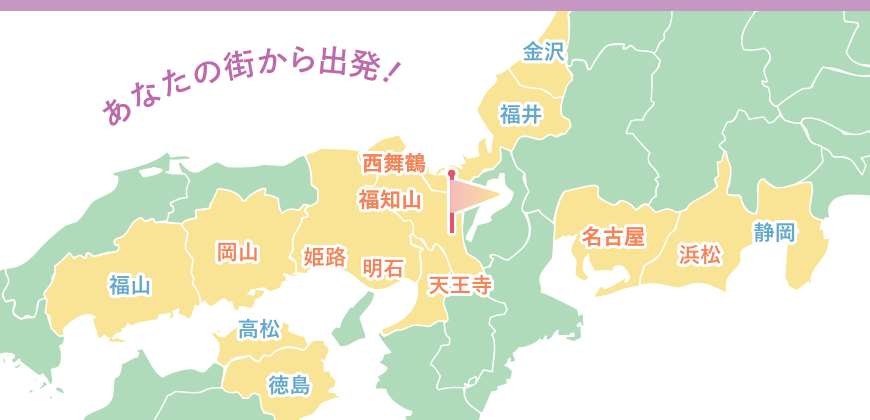 あなたの街から出発！
金沢
福井
西舞鶴
福知山
岡山
姫路
明石
福山
天王寺
名古屋
浜松
静岡
高松
徳島